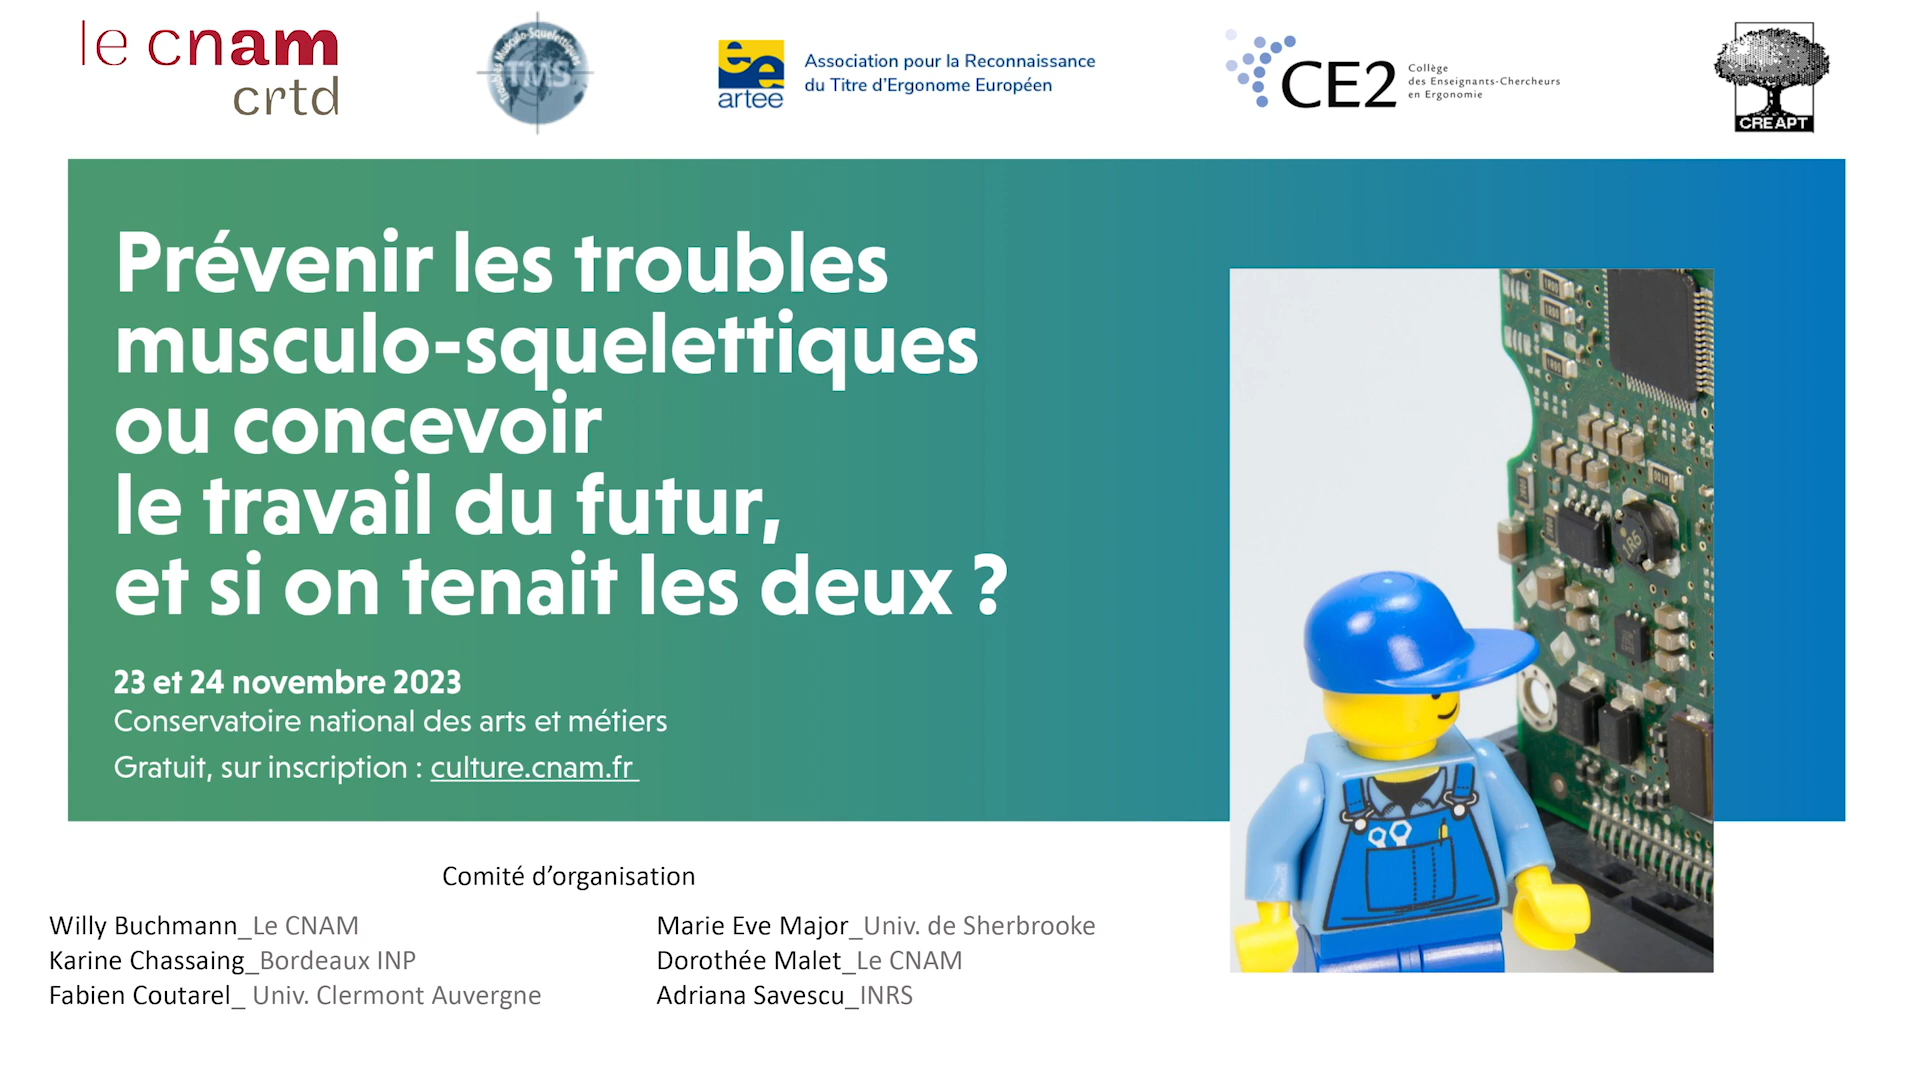 le cnam
crtd
Troubles Musculo-Squelettiques
TMS
artee
Association pour la Reconnaissance
du Titre d'Ergonome Européen
CE2
Collège
des Enseignants-Chercheurs
en Ergonomie
CREAPT
Prévenir les troubles
musculo-squelettiques
ou concevoir
le travail du futur,
et si on tenait les deux ?
23 et 24 novembre 2023
Conservatoire national des arts et métiers
Gratuit, sur inscription : culture.cnam.fr
1R6
Comité d’organisation
Willy Buchmann_Le CNAM
Karine Chassaing_Bordeaux INP
Fabien Coutarel_ Univ. Clermont Auvergne
Marie Eve Major_Univ. de Sherbrooke
Dorothée Malet_Le CNAM
Adriana Savescu_INRS